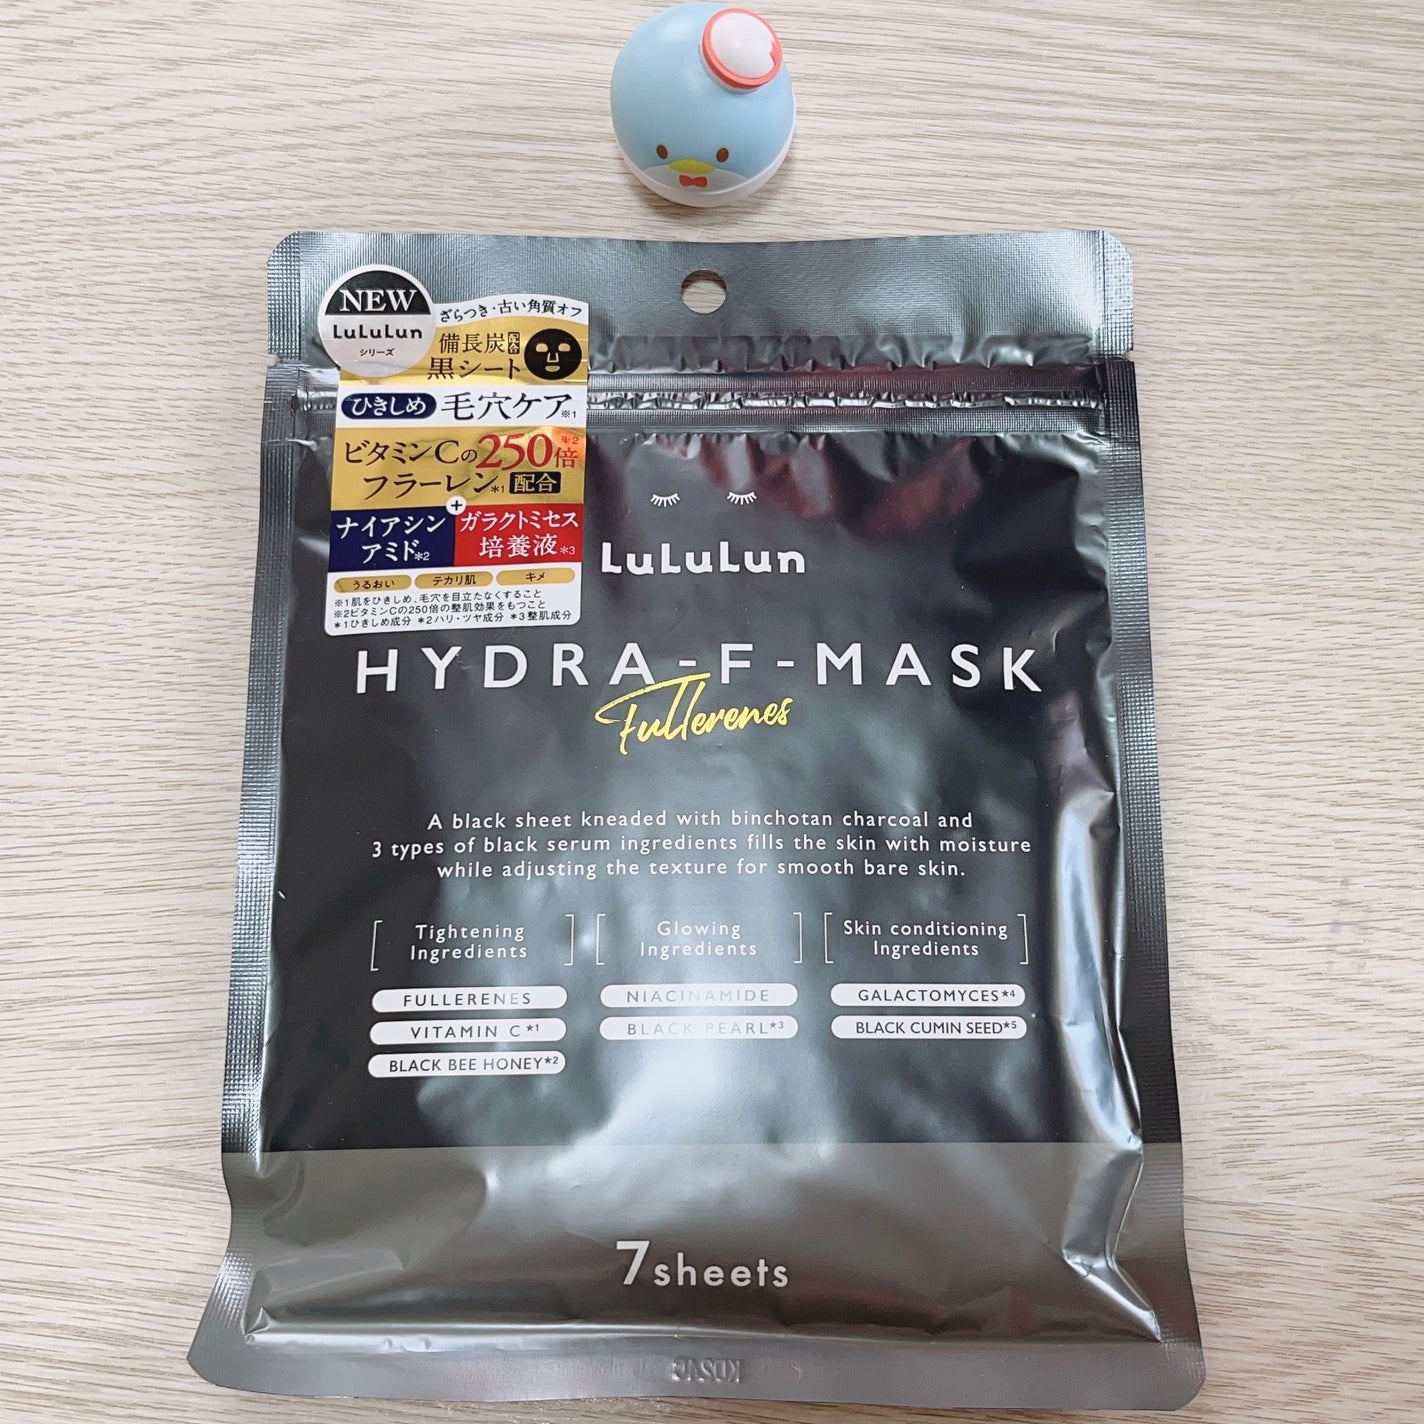 NEW
LuLuLun
シリーズ
ざらつき・古い角質オフ
備長炭配合
黒シート
ひきしめ 毛穴ケア※1
ビタミンCの250倍※2
フラーレン*1 配合
+
ナイアシン
アミド*2
ガラクトミセス
培養液*3
うるおい テカリ肌 キメ
※1肌をひきしめ、毛穴を目立たなくすること
※2ビタミンCの250倍の整肌効果をもつこと
*1ひきしめ成分 *2ハリ・ツヤ成分 *3整肌成分
LuLuLun
HYDRA-F-MASK
Fullerenes
A black sheet kneaded with binchotan charcoal and
3 types of black serum ingredients fills the skin with moisture
while adjusting the texture for smooth bare skin.
Tightening
Ingredients
FULLERENES
VITAMIN C★1
BLACK BEE HONEY★2
Glowing
Ingredients
NIACINAMIDE
BLACK PEARL★3
Skin conditioning
Ingredients
GALACTOMYCES★4
BLACK CUMIN SEED★5
7sheets